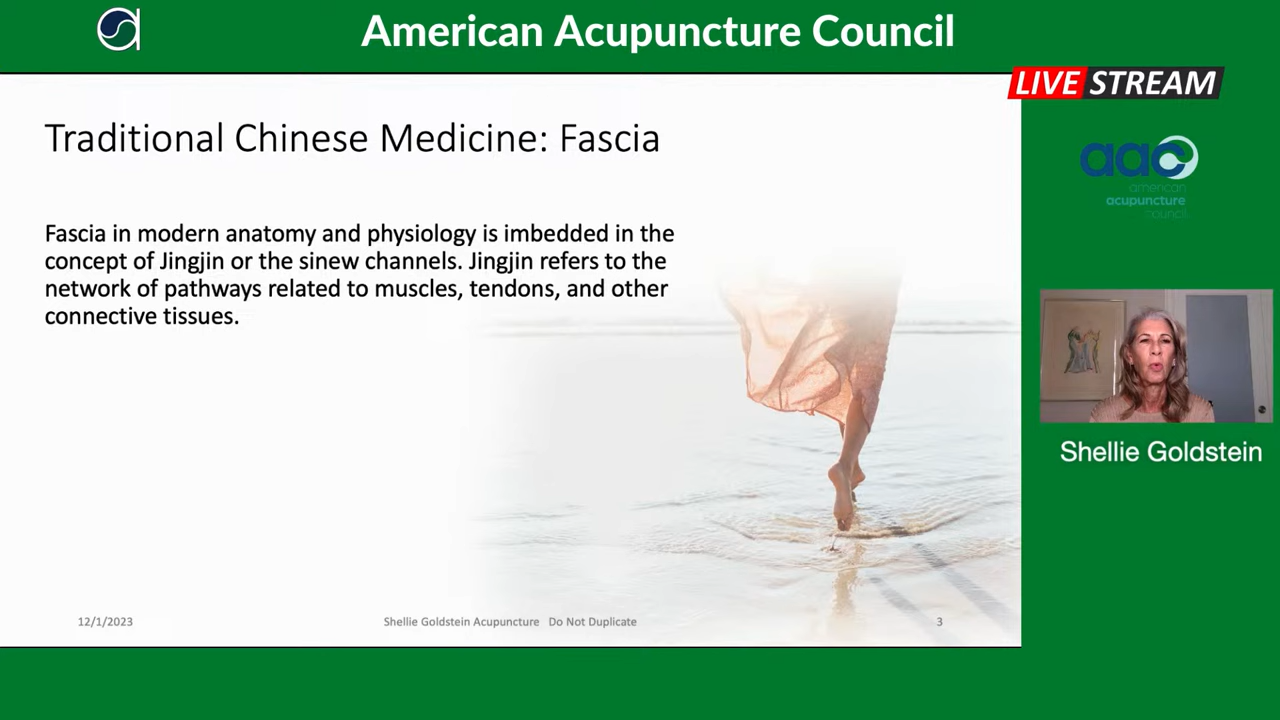 American Acupuncture Council
LIVE STREAM
Traditional Chinese Medicine: Fascia
Fascia in modern anatomy and physiology is imbedded in the
concept of Jingjin or the sinew channels. Jingjin refers to the
network of pathways related to muscles, tendons, and other
connective tissues.
12/1/2023
Shellie Goldstein Acupuncture Do Not Duplicate
3
aac
american
acupuncture
council
Shellie Goldstein